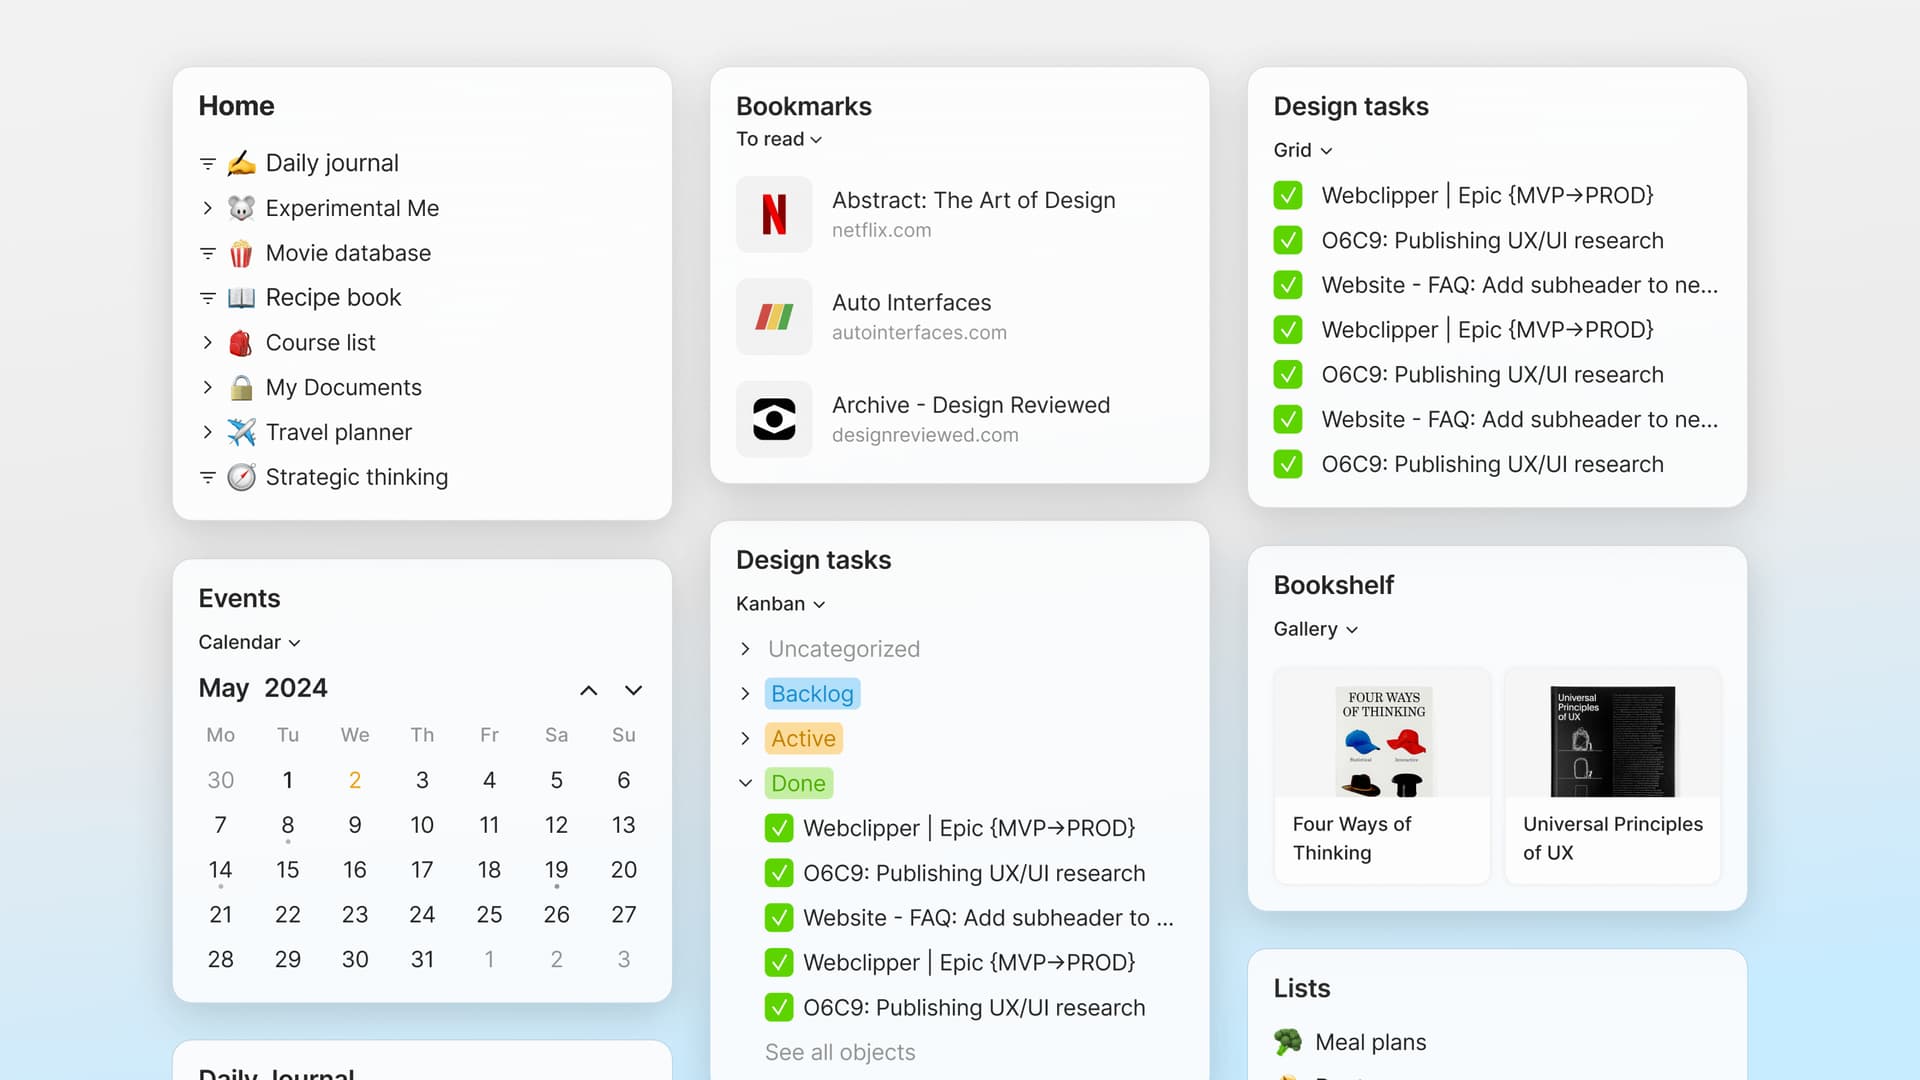 Home
Daily journal
Experimental Me
Movie database
Recipe book
Course list
My Documents
Travel planner
Strategic thinking
Events
Calendar
May 2024
Mo Tu We Th Fr Sa Su
30 1 2 3 4 5 6
7 8 9 10 11 12 13
14 15 16 17 18 19 20
21 22 23 24 25 26 27
28 29 30 31 1 2 3
Daily Journal
Bookmarks
To read
N
Abstract: The Art of Design
netflix.com
Auto Interfaces
autointerfaces.com
Archive - Design Reviewed
designreviewed.com
Design tasks
Kanban
Uncategorized
Backlog
Active
Done
Webclipper | Epic {MVP→PROD}
O6C9: Publishing UX/UI research
Website - FAQ: Add subheader to ...
Webclipper | Epic {MVP→PROD}
O6C9: Publishing UX/UI research
See all objects
Design tasks
Grid
Webclipper | Epic {MVP→PROD}
O6C9: Publishing UX/UI research
Website - FAQ: Add subheader to ne...
Webclipper | Epic {MVP→PROD}
O6C9: Publishing UX/UI research
Website - FAQ: Add subheader to ne...
O6C9: Publishing UX/UI research
Bookshelf
Gallery
FOUR WAYS
OF THINKING
Statistical Interactive
Four Ways of
Thinking
Universal
Principles
of UX
Universal Principles
of UX
Lists
Meal plans